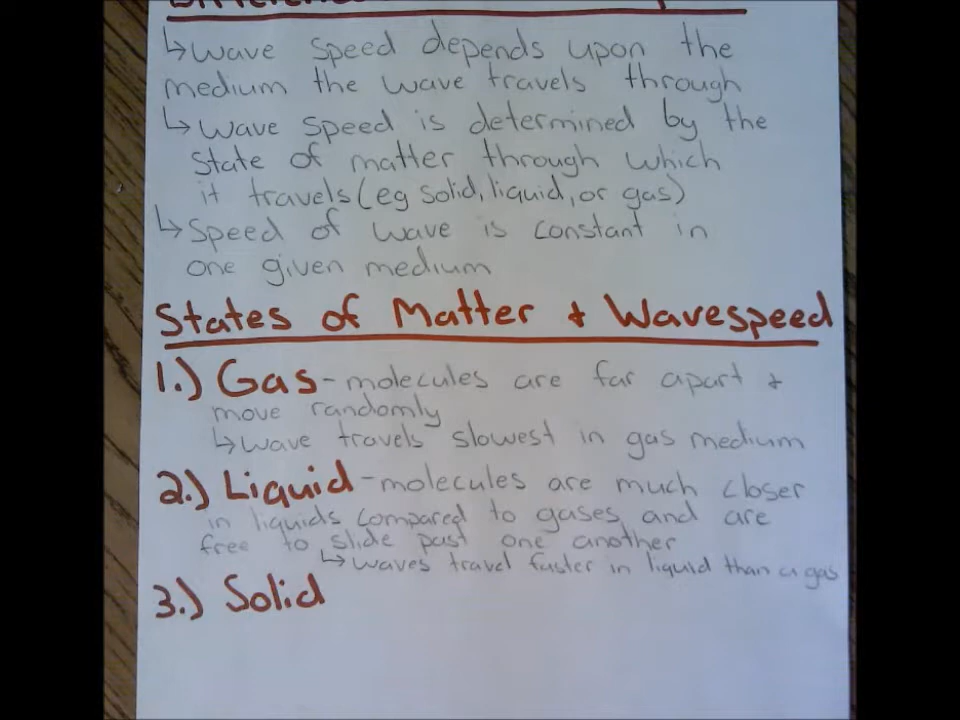 ↳ Wave speed depends upon the
medium the wave travels through
↳ Wave speed is determined by the
state of matter through which
it travels (eg solid, liquid, or gas)
↳ Speed of wave is constant in
one given medium
States of Matter + Wavespeed
1.) Gas - molecules are far apart +
move randomly
↳ wave travels slowest in gas medium
2.) Liquid - molecules are much closer
in liquids compared to gases and are
free to slide past one another
↳ waves travel faster in liquid than a gas
3.) Solid